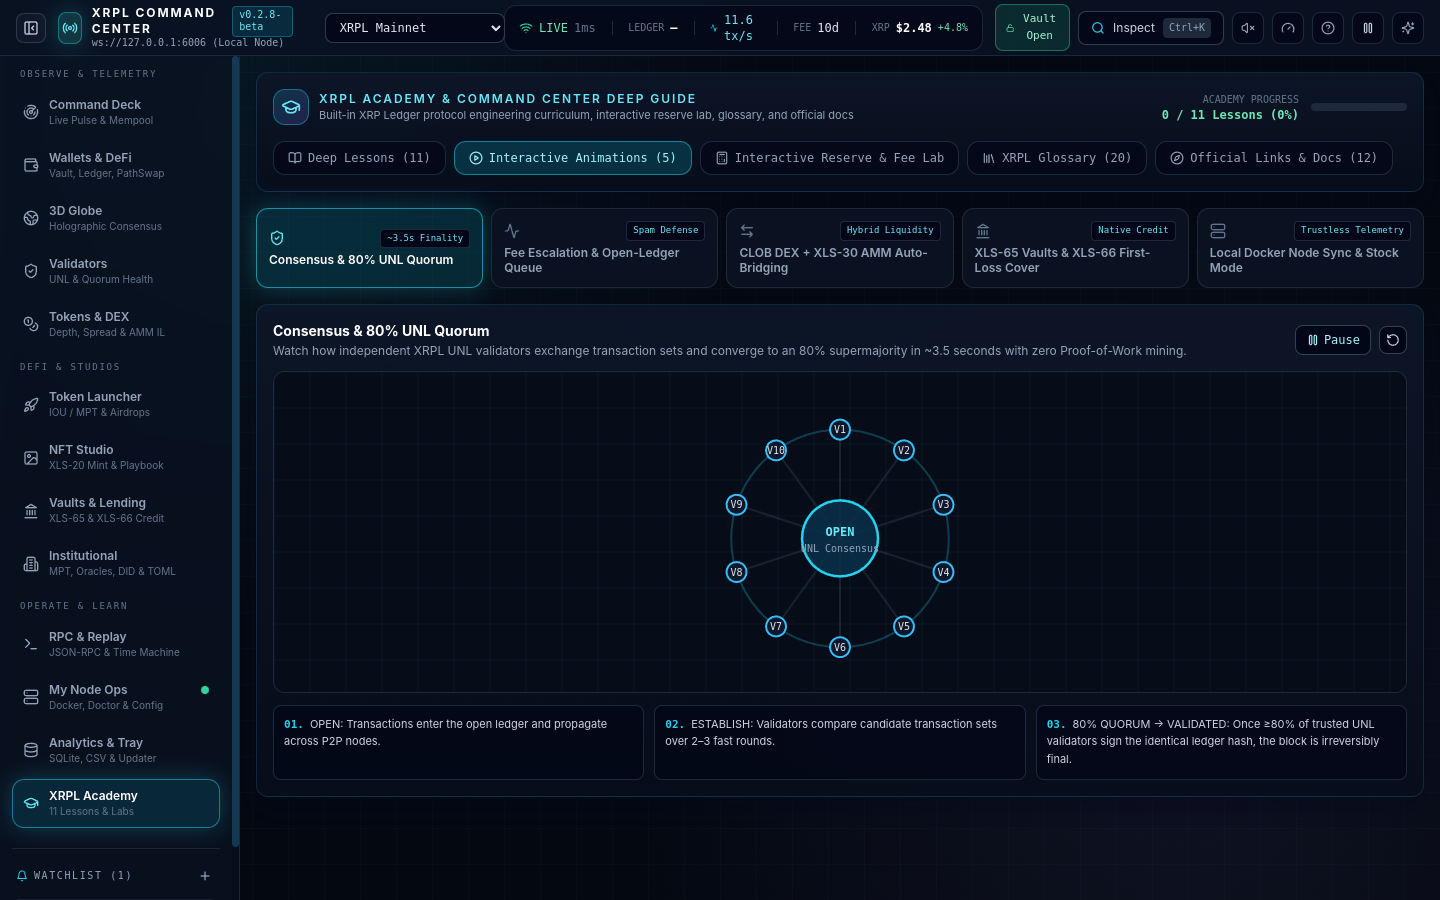 XRPL COMMAND CENTER
v0.2.8-beta
ws://127.0.0.1:6006 (Local Node)
XRPL Mainnet
LIVE 1ms
LEDGER —
11.6 tx/s
FEE 10d
XRP $2.48 +4.8%
Vault Open
Inspect Ctrl+K
OBSERVE & TELEMETRY
Command Deck
Live Pulse & Mempool
Wallets & DeFi
Vault, Ledger, PathSwap
3D Globe
Holographic Consensus
Validators
UNL & Quorum Health
Tokens & DEX
Depth, Spread & AMM IL
DEFI & STUDIOS
Token Launcher
IOU / MPT & Airdrops
NFT Studio
XLS-20 Mint & Playbook
Vaults & Lending
XLS-65 & XLS-66 Credit
Institutional
MPT, Oracles, DID & TOML
OPERATE & LEARN
RPC & Replay
JSON-RPC & Time Machine
My Node Ops
Docker, Doctor & Config
Analytics & Tray
SQLite, CSV & Updater
XRPL Academy
11 Lessons & Labs
WATCHLIST (1)
XRPL ACADEMY & COMMAND CENTER DEEP GUIDE
Built-in XRP Ledger protocol engineering curriculum, interactive reserve lab, glossary, and official docs
ACADEMY PROGRESS
0 / 11 Lessons (0%)
Deep Lessons (11)
Interactive Animations (5)
Interactive Reserve & Fee Lab
XRPL Glossary (20)
Official Links & Docs (12)
~3.5s Finality
Consensus & 80% UNL Quorum
Spam Defense
Fee Escalation & Open-Ledger Queue
Hybrid Liquidity
CLOB DEX + XLS-30 AMM Auto-Bridging
Native Credit
XLS-65 Vaults & XLS-66 First-Loss Cover
Trustless Telemetry
Local Docker Node Sync & Stock Mode
Consensus & 80% UNL Quorum
Watch how independent XRPL UNL validators exchange transaction sets and converge to an 80% supermajority in ~3.5 seconds with zero Proof-of-Work mining.
Pause
V1
V2
V3
V4
V5
V6
V7
V8
V9
V10
OPEN
UNL Consensus
01. OPEN: Transactions enter the open ledger and propagate
across P2P nodes.
02. ESTABLISH: Validators compare candidate transaction sets
over 2–3 fast rounds.
03. 80% QUORUM → VALIDATED: Once ≥80% of trusted UNL
validators sign the identical ledger hash, the block is irreversibly
final.